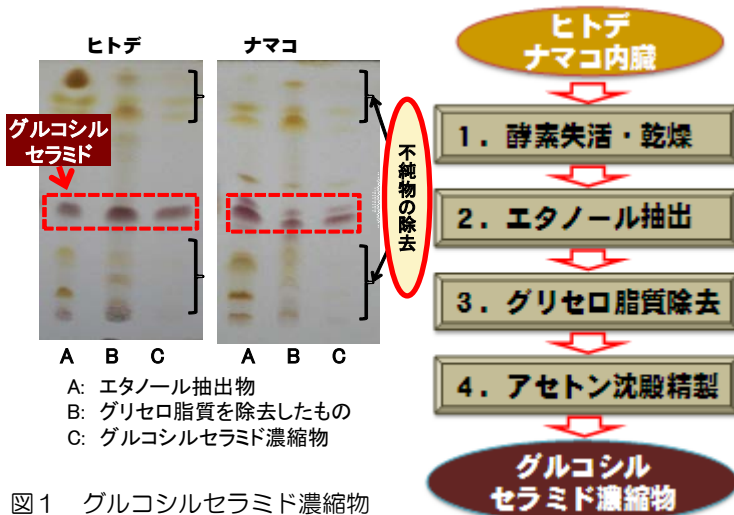 ヒトデ
ナマコ
グルコシル
セラミド
不純物の除去
A B C
A B C
A: エタノール抽出物
B: グリセロ脂質を除去したもの
C: グルコシルセラミド濃縮物
図1 グルコシルセラミド濃縮物
ヒトデ
ナマコ内臓
1．酵素失活・乾燥
2．エタノール抽出
3．グリセロ脂質除去
4．アセトン沈殿精製
グルコシル
セラミド濃縮物